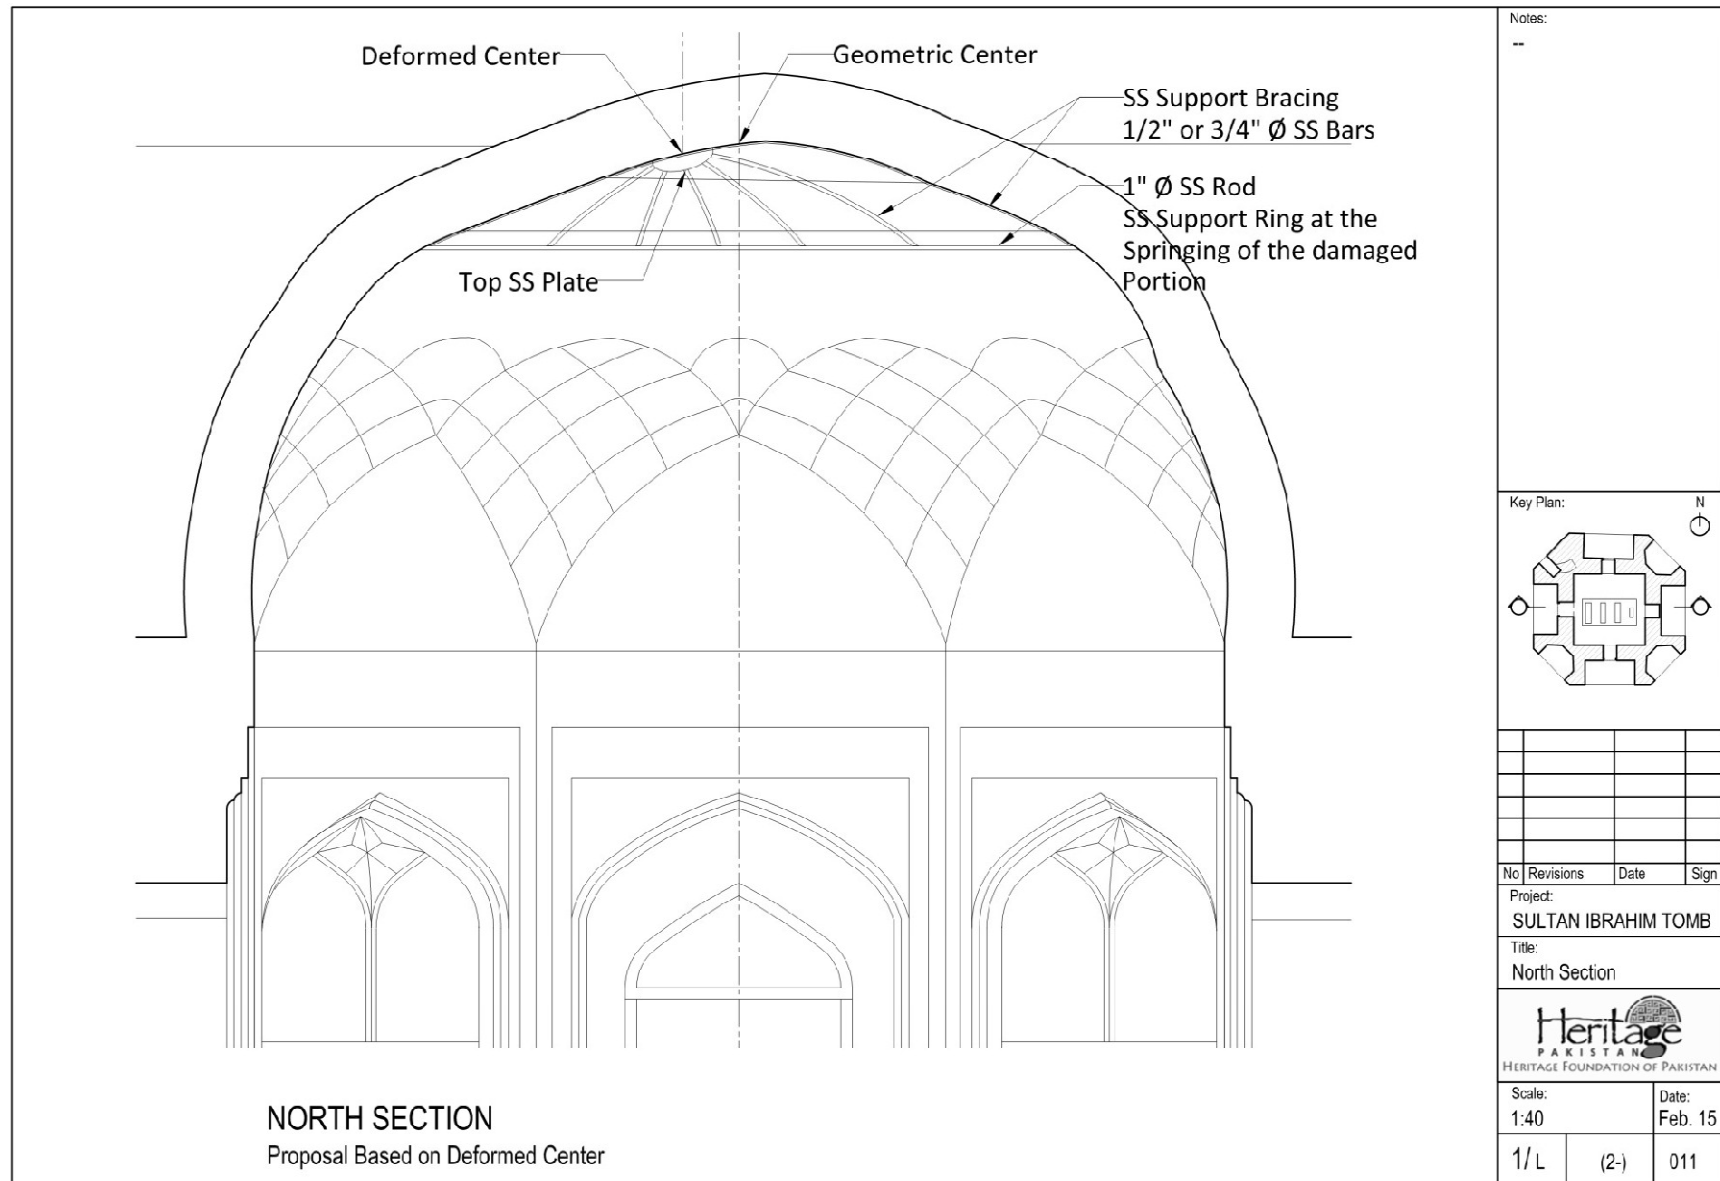 Deformed Center
Geometric Center
SS Support Bracing
1/2" or 3/4" Ø SS Bars
1" Ø SS Rod
SS Support Ring at the
Springing of the damaged
Portion
Top SS Plate
NORTH SECTION
Proposal Based on Deformed Center
Notes:
--
Key Plan:
N
No Revisions Date Sign
Project:
SULTAN IBRAHIM TOMB
Title:
North Section
Heritage
PAKISTAN
HERITAGE FOUNDATION OF PAKISTAN
Scale:
1:40
Date:
Feb. 15
1/ L
(2-)
011